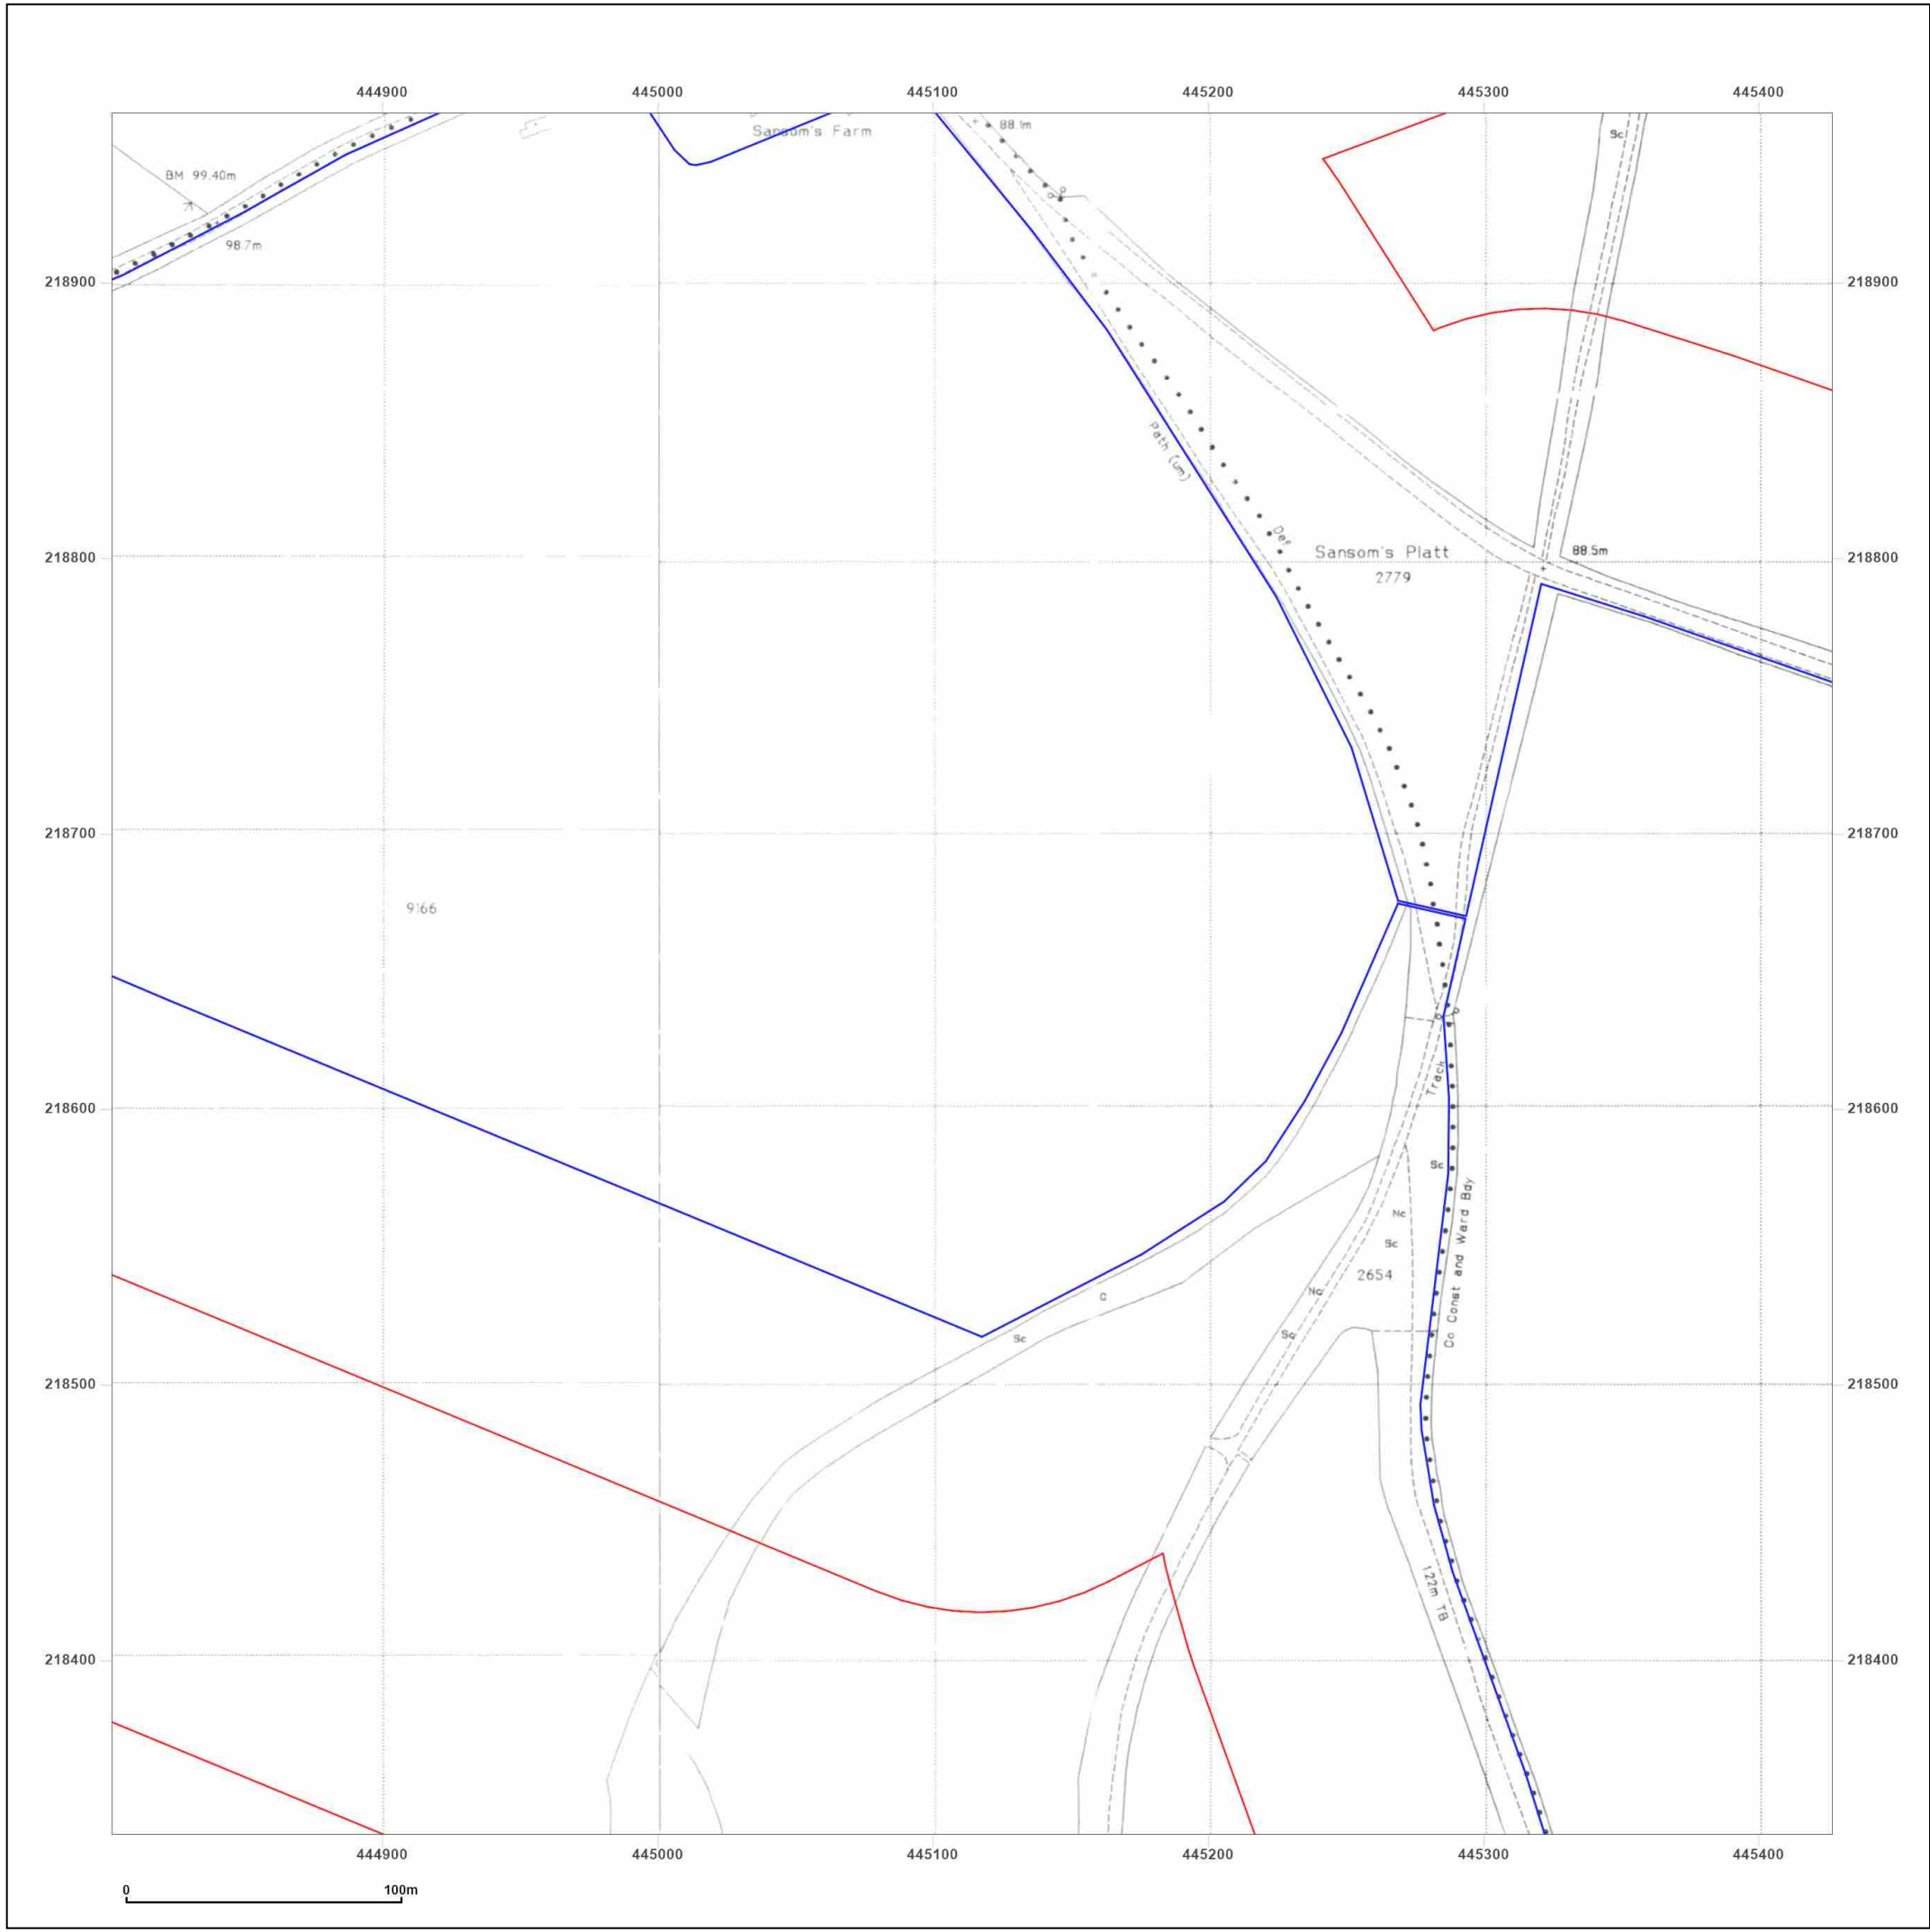 444900 445000 445100 445200 445300 445400
88.1m
Sansom's Farm
Sc
BM 99.40m
98.7m
218900 218900
Path (um)
Def
Sansom's Platt
88.5m
2779
218800 218800
218700 218700
9166
Track
218600 218600
Sc
Nc
Sc
2654
Nc
C
Sc
Sc
Co Const and Ward Bdy
218500 218500
1.22m TB
218400 218400
444900 445000 445100 445200 445300 445400
0 100m